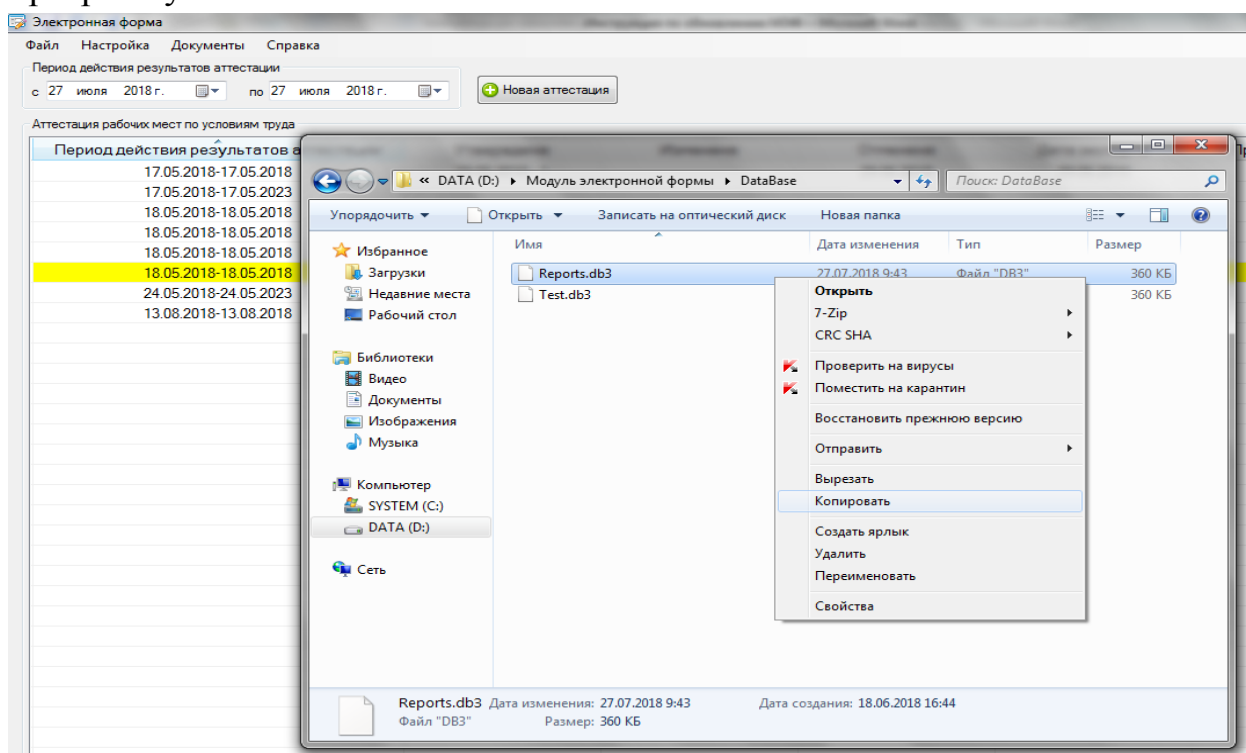 Электронная форма
Файл Настройка Документы Справка
Период действия результатов аттестации
с 27 июля 2018 г. по 27 июля 2018 г. Новая аттестация
Аттестация рабочих мест по условиям труда
Период действия результатов а
17.05.2018-17.05.2018
17.05.2018-17.05.2023
18.05.2018-18.05.2018
18.05.2018-18.05.2018
18.05.2018-18.05.2018
18.05.2018-18.05.2018
24.05.2018-24.05.2023
13.08.2018-13.08.2018
« DATA (D:) Модуль электронной формы DataBase Поиск: DataBase
Упорядочить Открыть Записать на оптический диск Новая папка
Избранное
Загрузки
Недавние места
Рабочий стол
Библиотеки
Видео
Документы
Изображения
Музыка
Компьютер
SYSTEM (C:)
DATA (D:)
Сеть
Имя Дата изменения Тип Размер
Reports.db3 27.07.2018 9:43 Файл "DB3" 360 КБ
Test.db3 360 КБ
Открыть
7-Zip
CRC SHA
Проверить на вирусы
Поместить на карантин
Восстановить прежнюю версию
Отправить
Вырезать
Копировать
Создать ярлык
Удалить
Переименовать
Свойства
Reports.db3 Дата изменения: 27.07.2018 9:43 Дата создания: 18.06.2018 16:44
Файл "DB3" Размер: 360 КБ